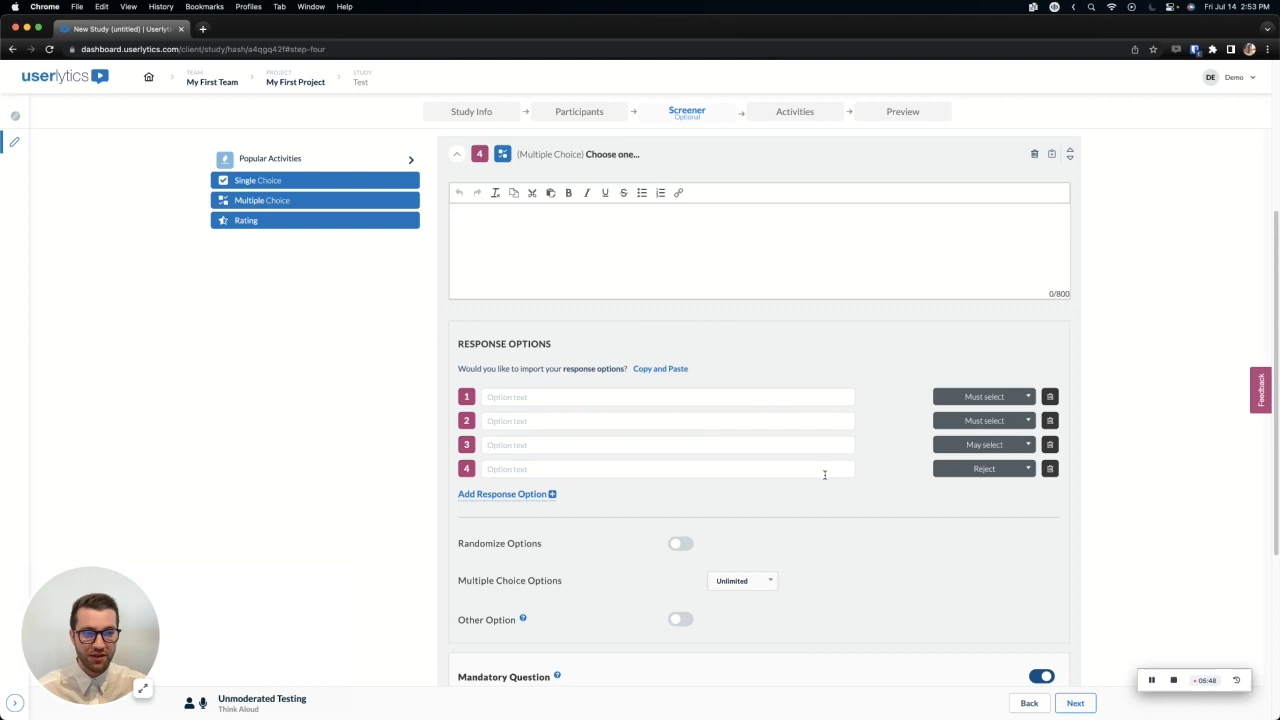 Chrome File Edit View History Bookmarks Profiles Tab Window Help Fri Jul 14 2:53 PM
New Study (untitled) | Userlyti
dashboard.userlytics.com/client/study/hash/a4qgq42f#step-four
userlytics
TEAM
My First Team
PROJECT
My First Project
STUDY
Test
DE Demo
Study Info
Participants
Screener
Optional
Activities
Preview
Popular Activities
Single Choice
Multiple Choice
Rating
4 (Multiple Choice) Choose one...
0/800
RESPONSE OPTIONS
Would you like to import your response options? Copy and Paste
1 Option text Must select
2 Option text Must select
3 Option text May select
4 Option text Reject
Add Response Option
Randomize Options
Multiple Choice Options Unlimited
Other Option
Mandatory Question
Feedback
05:48
Unmoderated Testing
Think Aloud
Back
Next